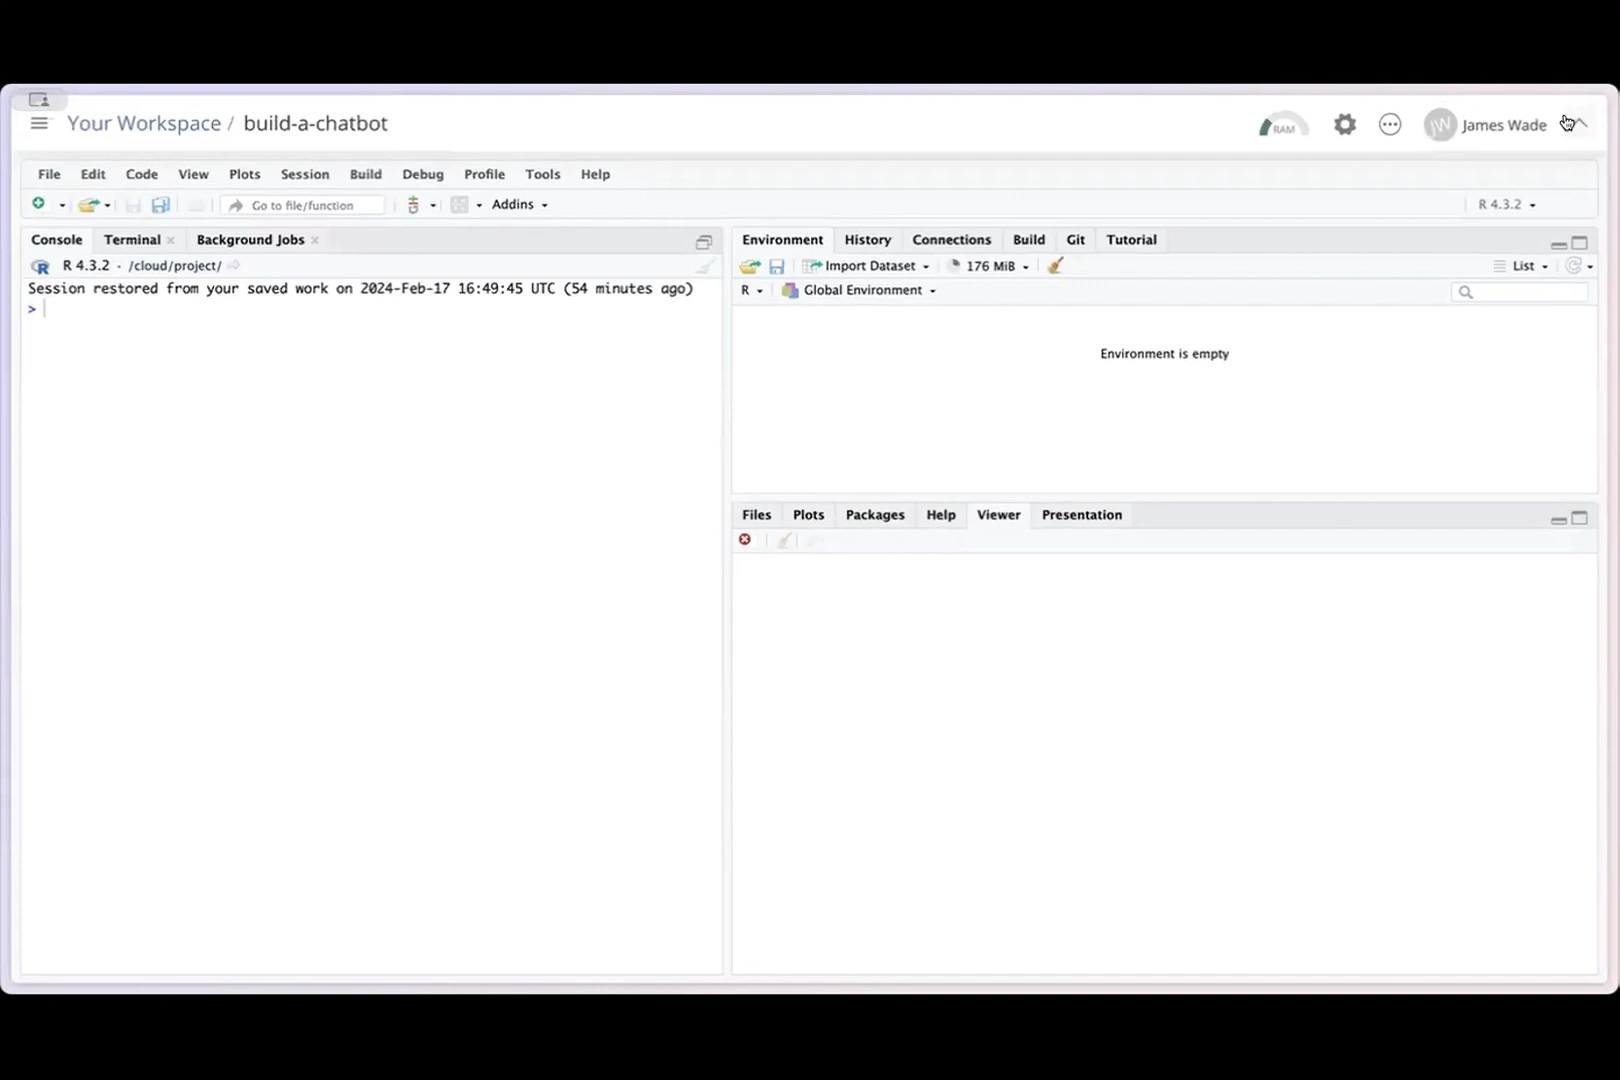 Your Workspace / build-a-chatbot
RAM
JW James Wade
File Edit Code View Plots Session Build Debug Profile Tools Help
Go to file/function Addins R 4.3.2
Console Terminal Background Jobs
R 4.3.2 · /cloud/project/
Session restored from your saved work on 2024-Feb-17 16:49:45 UTC (54 minutes ago)
>
Environment History Connections Build Git Tutorial
Import Dataset 176 MiB List
R Global Environment
Environment is empty
Files Plots Packages Help Viewer Presentation